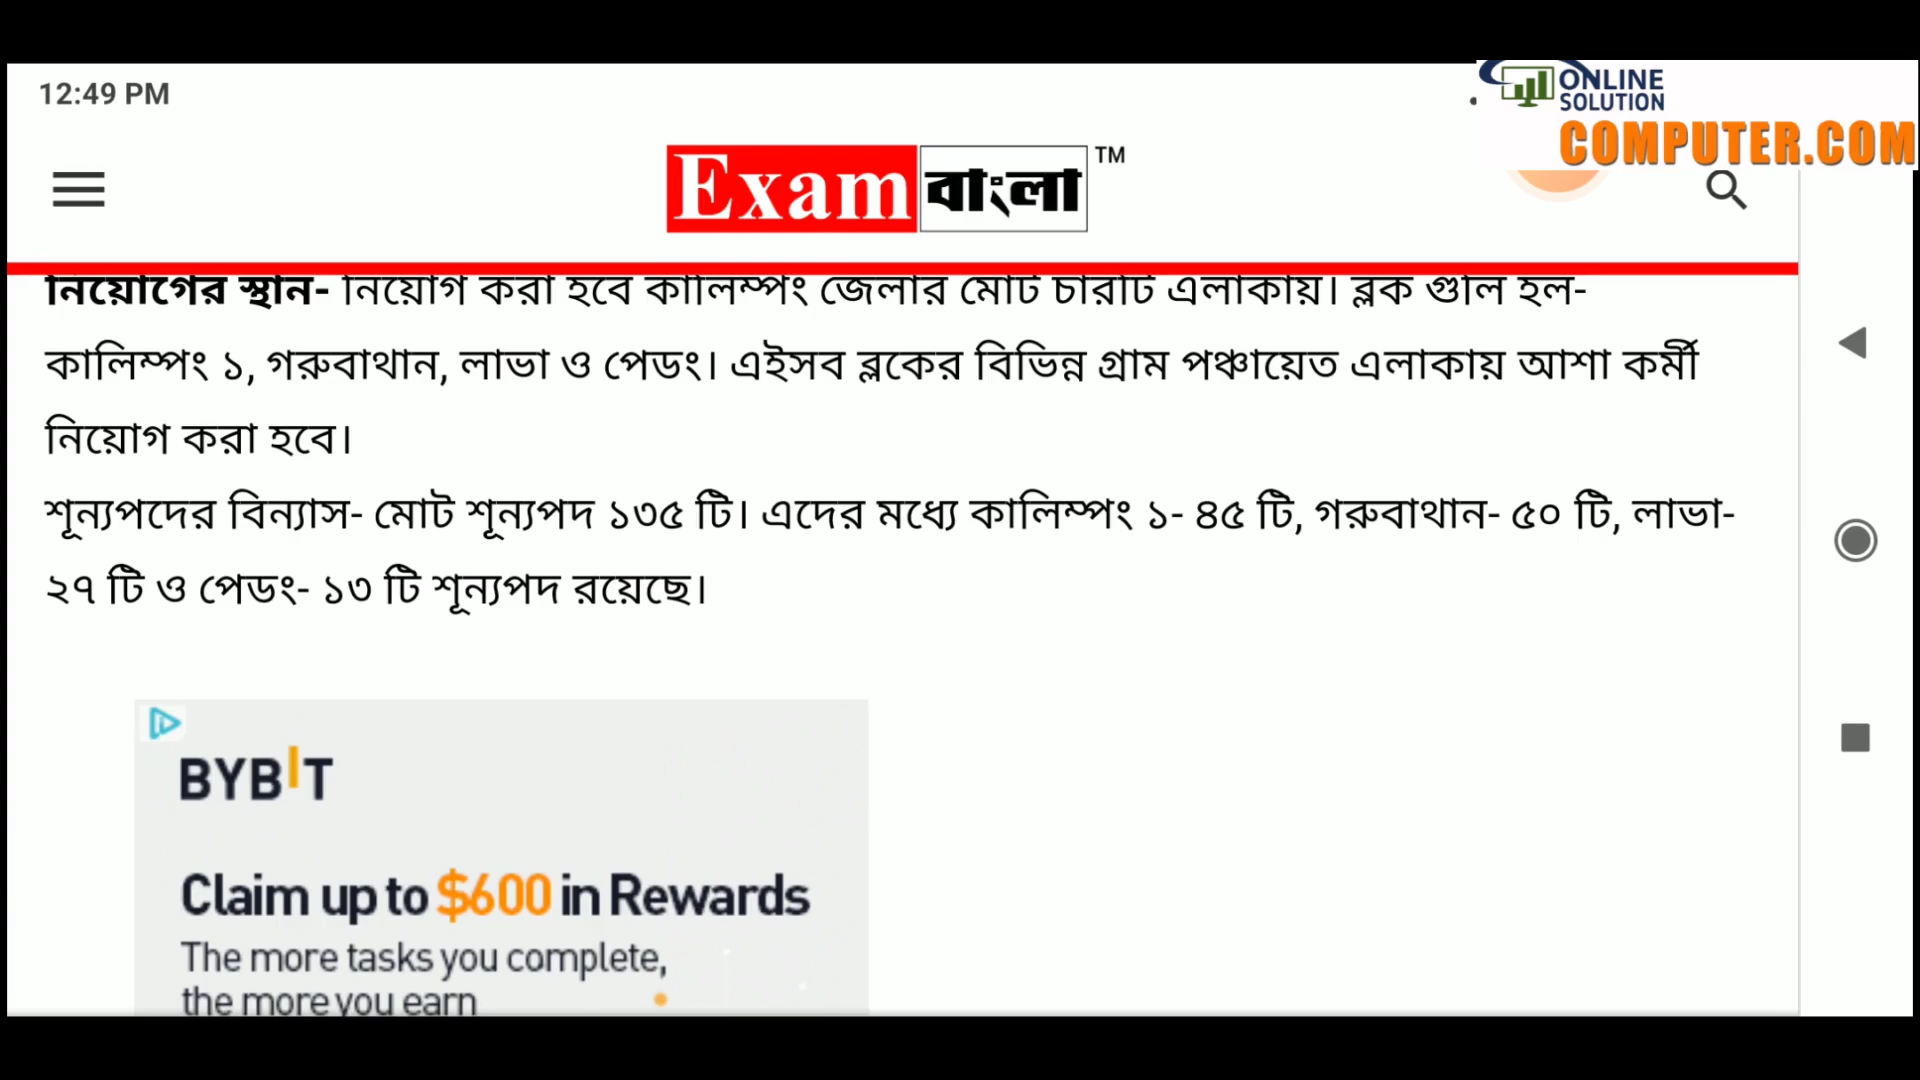 12:49 PM
ONLINE
SOLUTION
COMPUTER.COM
Exam বাংলা TM
নিয়োগের স্থান- নিয়োগ করা হবে কালিম্পং জেলার মোট চারটি এলাকায়। ব্লক গুলি হল-
কালিম্পং ১, গরুবাথান, লাভা ও পেডং। এইসব ব্লকের বিভিন্ন গ্রাম পঞ্চায়েত এলাকায় আশা কর্মী
নিয়োগ করা হবে।
শূন্যপদের বিন্যাস- মোট শূন্যপদ ১৩৫ টি। এদের মধ্যে কালিম্পং ১- ৪৫ টি, গরুবাথান- ৫০ টি, লাভা-
২৭ টি ও পেডং- ১৩ টি শূন্যপদ রয়েছে।
BYBIT
Claim up to $600 in Rewards
The more tasks you complete,
the more you earn